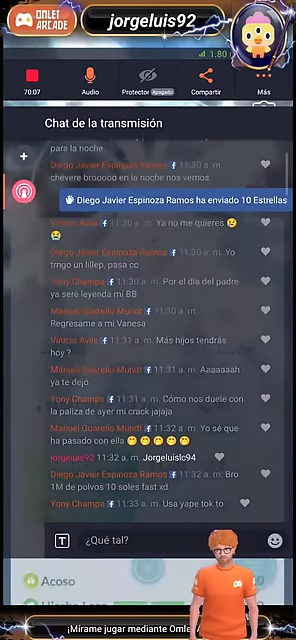 OMLET
ARCADE
jorgeluis92
1.80
70:07
Audio
Protector Apagado
Compartir
Más
Chat de la transmisión
para la noche
Diego Javier Espinoza Ramos 11:30 a. m.
chévere brooooo en la noche nos vemos
Diego Javier Espinoza Ramos ha enviado 10 Estrellas
Vinicio Avila 11:30 a. m. Ya no me quieres 😢
😭
Diego Javier Espinoza Ramos 11:30 a. m. Yo
trngo un lillep, pasa cc
Yony Champa 11:30 a. m. Por el día del padre
ya seré leyenda mi BB
Manuel Guarello Mundt 11:30 a. m.
Regresame a mi Vanesa
Vinicio Avila 11:31 a. m. Más hijos tendrás
hoy ?
Manuel Guarello Mundt 11:31 a. m. Aaaaaaah
ya te dejó
Yony Champa 11:31 a. m. Cómo nos duele con
la paliza de ayer mi crack jajaja
Manuel Guarello Mundt 11:32 a. m. Yo sé que
ha pasado con ella 🤭🤭🤭🤭🤭
jorgeluis92 11:32 a. m. Jorgeluislc94
Diego Javier Espinoza Ramos 11:32 a. m. Bro
1M de polvos 10 soles fast xd
Yony Champa 11:33 a. m. Usa yape tok to
T
¿Qué tal?
Acoso
¡Mírame jugar mediante Omlet